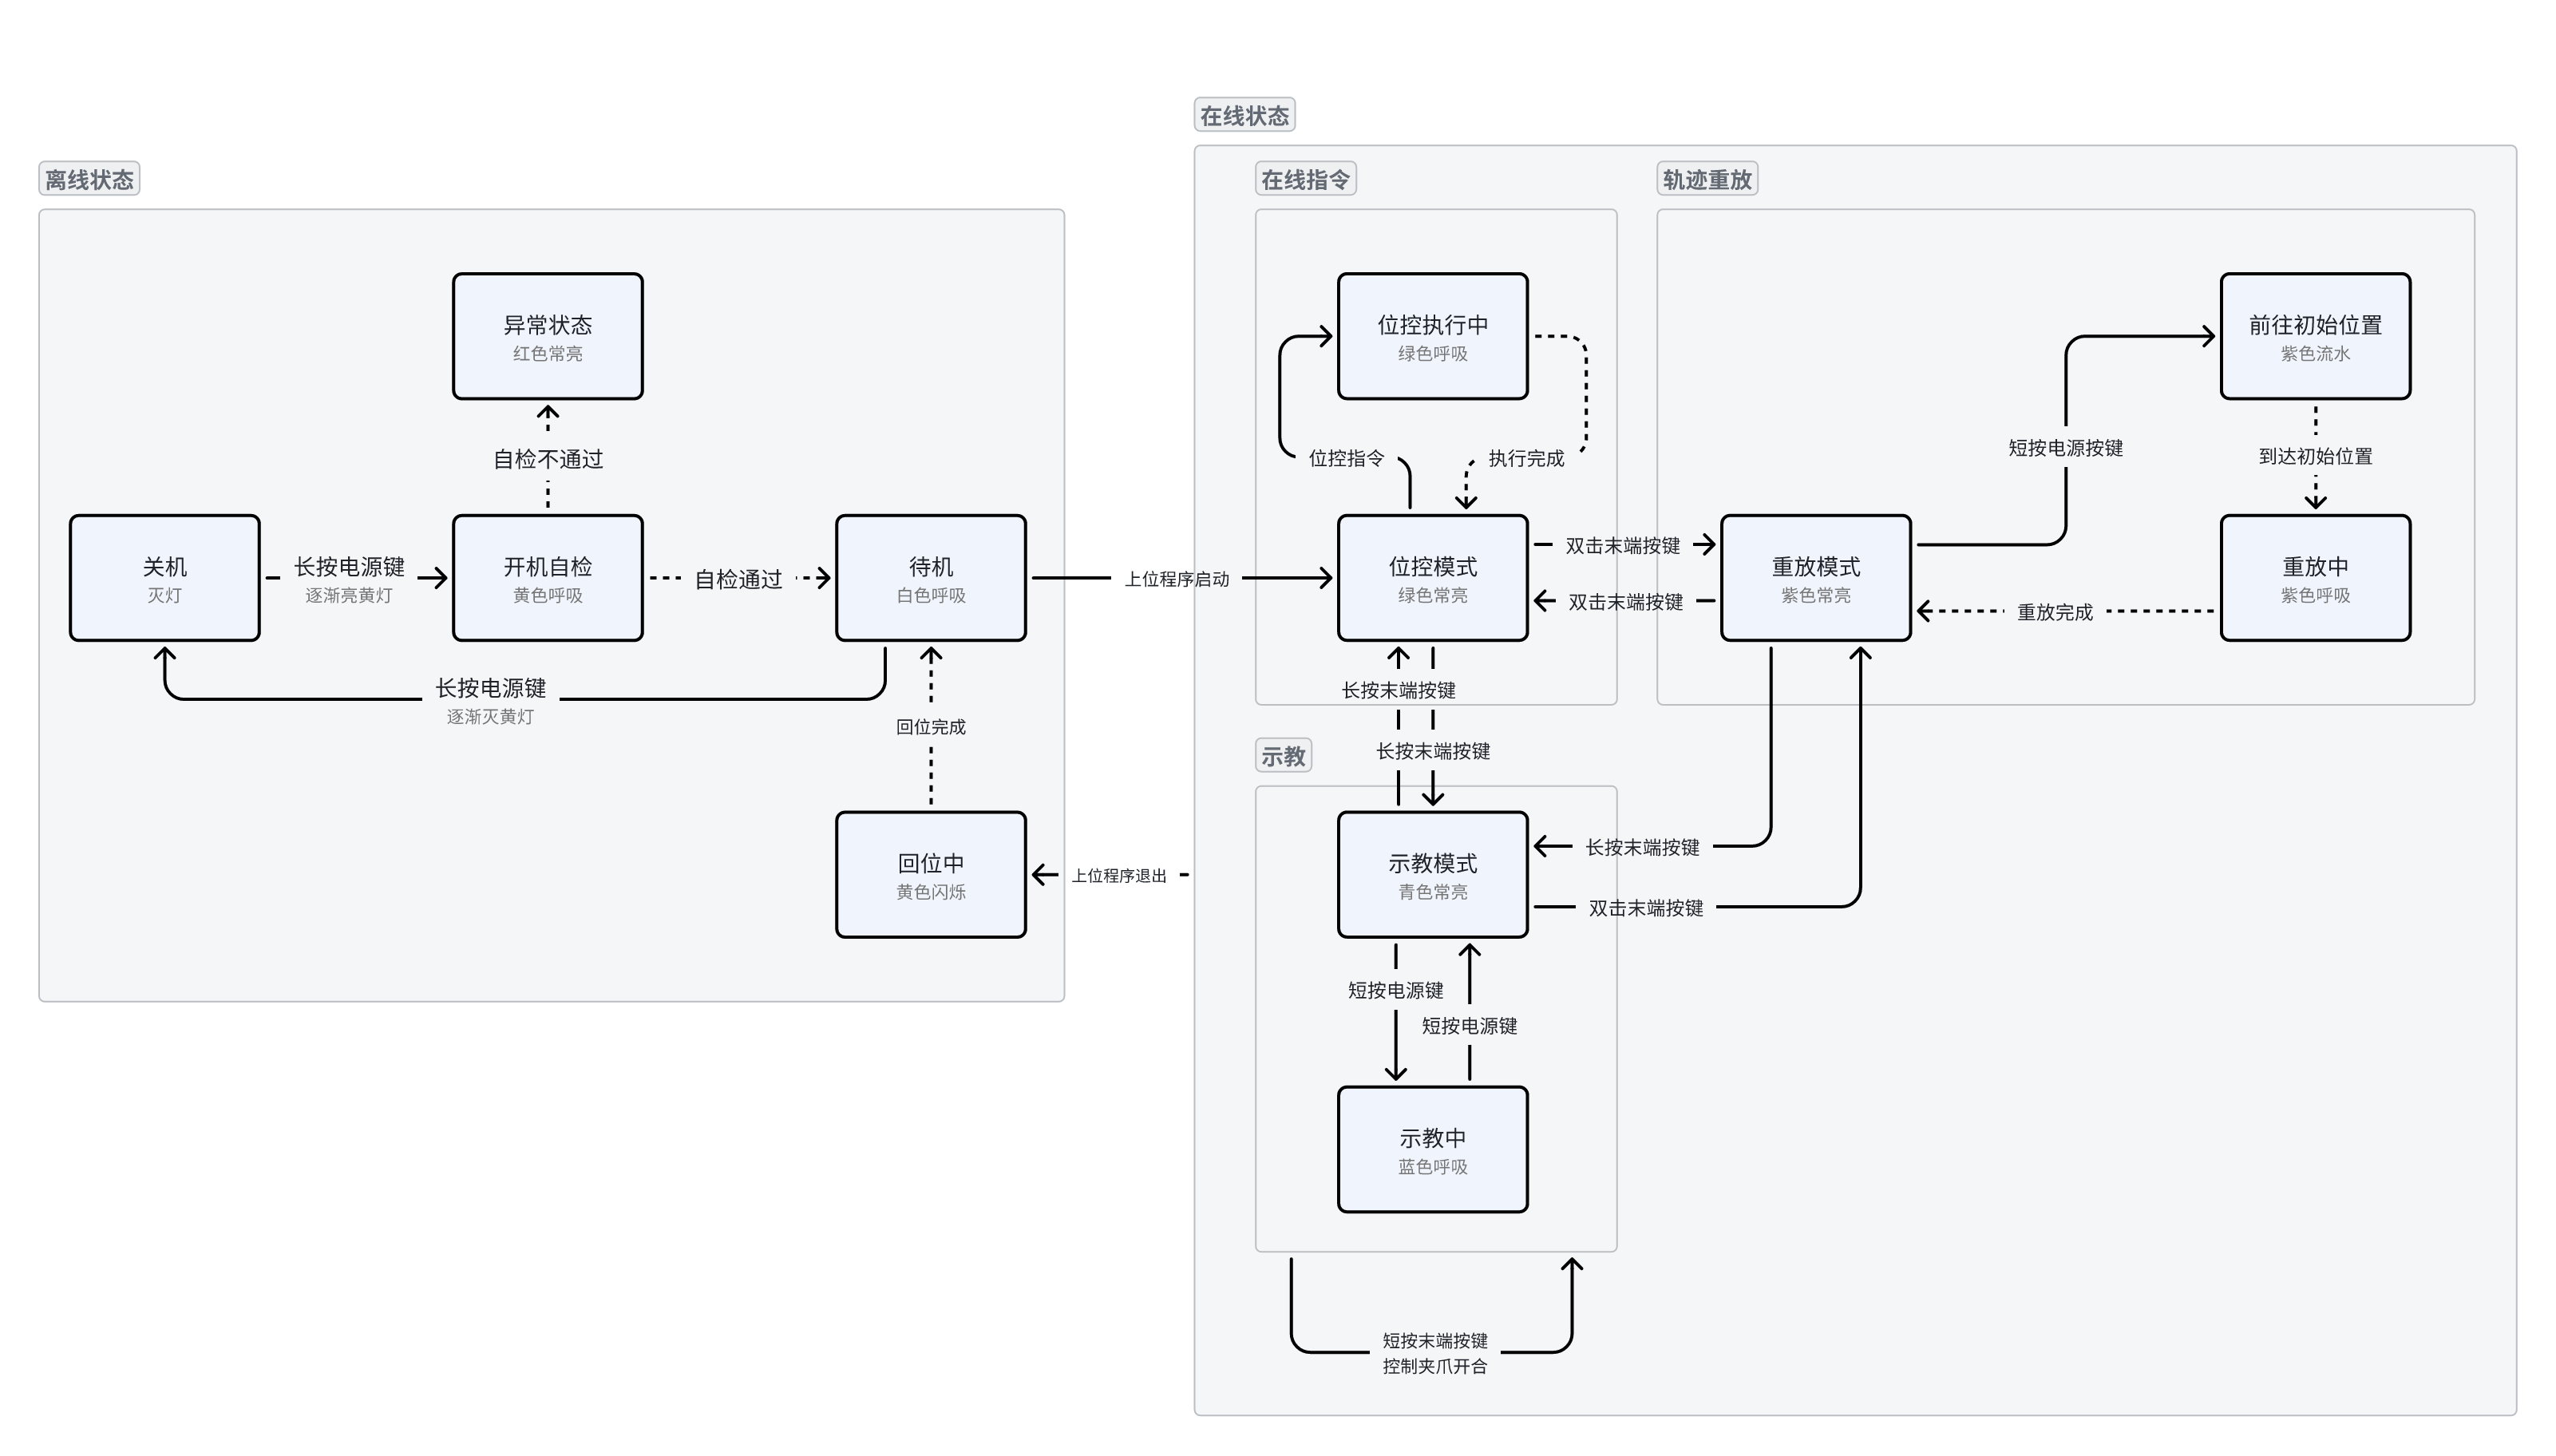 在线状态
离线状态
在线指令
轨迹重放
异常状态
红色常亮
位控执行中
绿色呼吸
前往初始位置
紫色流水
自检不通过
位控指令
执行完成
短按电源按键
到达初始位置
关机
灭灯
长按电源键
逐渐亮黄灯
开机自检
黄色呼吸
自检通过
待机
白色呼吸
上位程序启动
位控模式
绿色常亮
双击末端按键
双击末端按键
重放模式
紫色常亮
重放完成
重放中
紫色呼吸
长按电源键
逐渐灭黄灯
回位完成
长按末端按键
长按末端按键
示教
回位中
黄色闪烁
上位程序退出
示教模式
青色常亮
长按末端按键
双击末端按键
短按电源键
短按电源键
示教中
蓝色呼吸
短按末端按键
控制夹爪开合